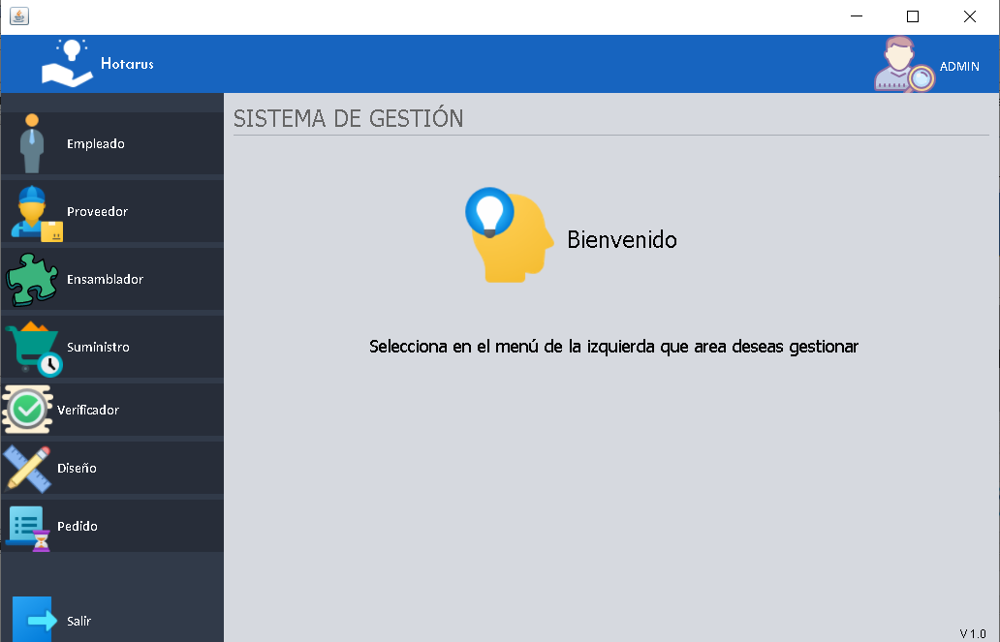 Hotarus
ADMIN
SISTEMA DE GESTIÓN
Empleado
Proveedor
Ensamblador
Suministro
Verificador
Diseño
Pedido
Salir
Bienvenido
Selecciona en el menú de la izquierda que area deseas gestionar
V 1.0